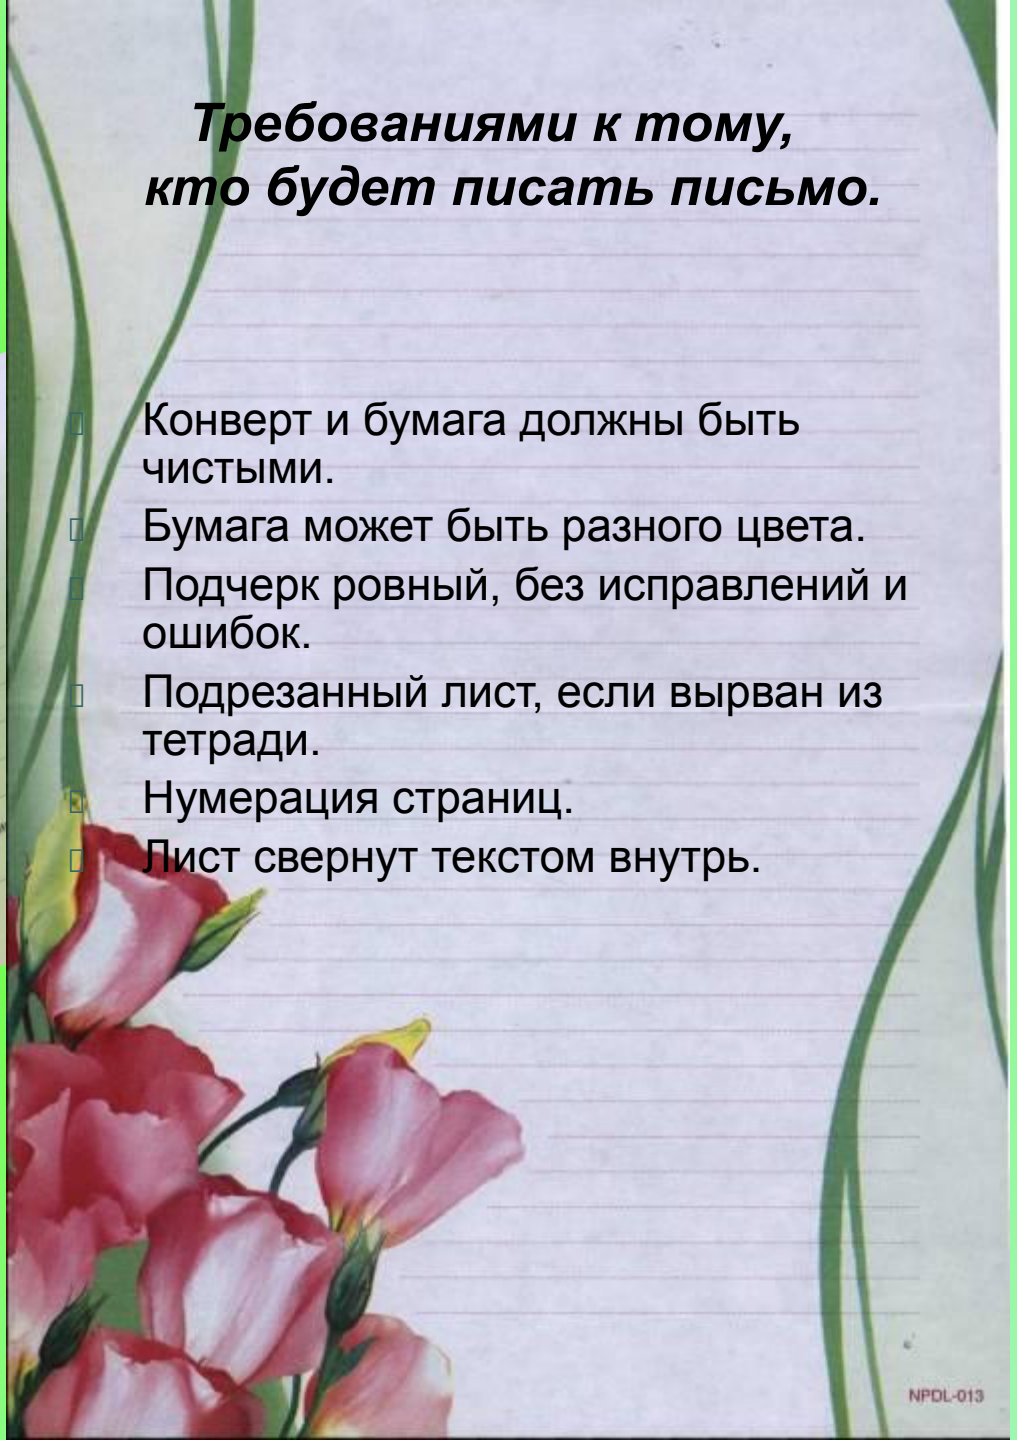 Требованиями к тому,
кто будет писать письмо.
Конверт и бумага должны быть
чистыми.
Бумага может быть разного цвета.
Подчерк ровный, без исправлений и
ошибок.
Подрезанный лист, если вырван из
тетради.
Нумерация страниц.
Лист свернут текстом внутрь.
NPDL-013